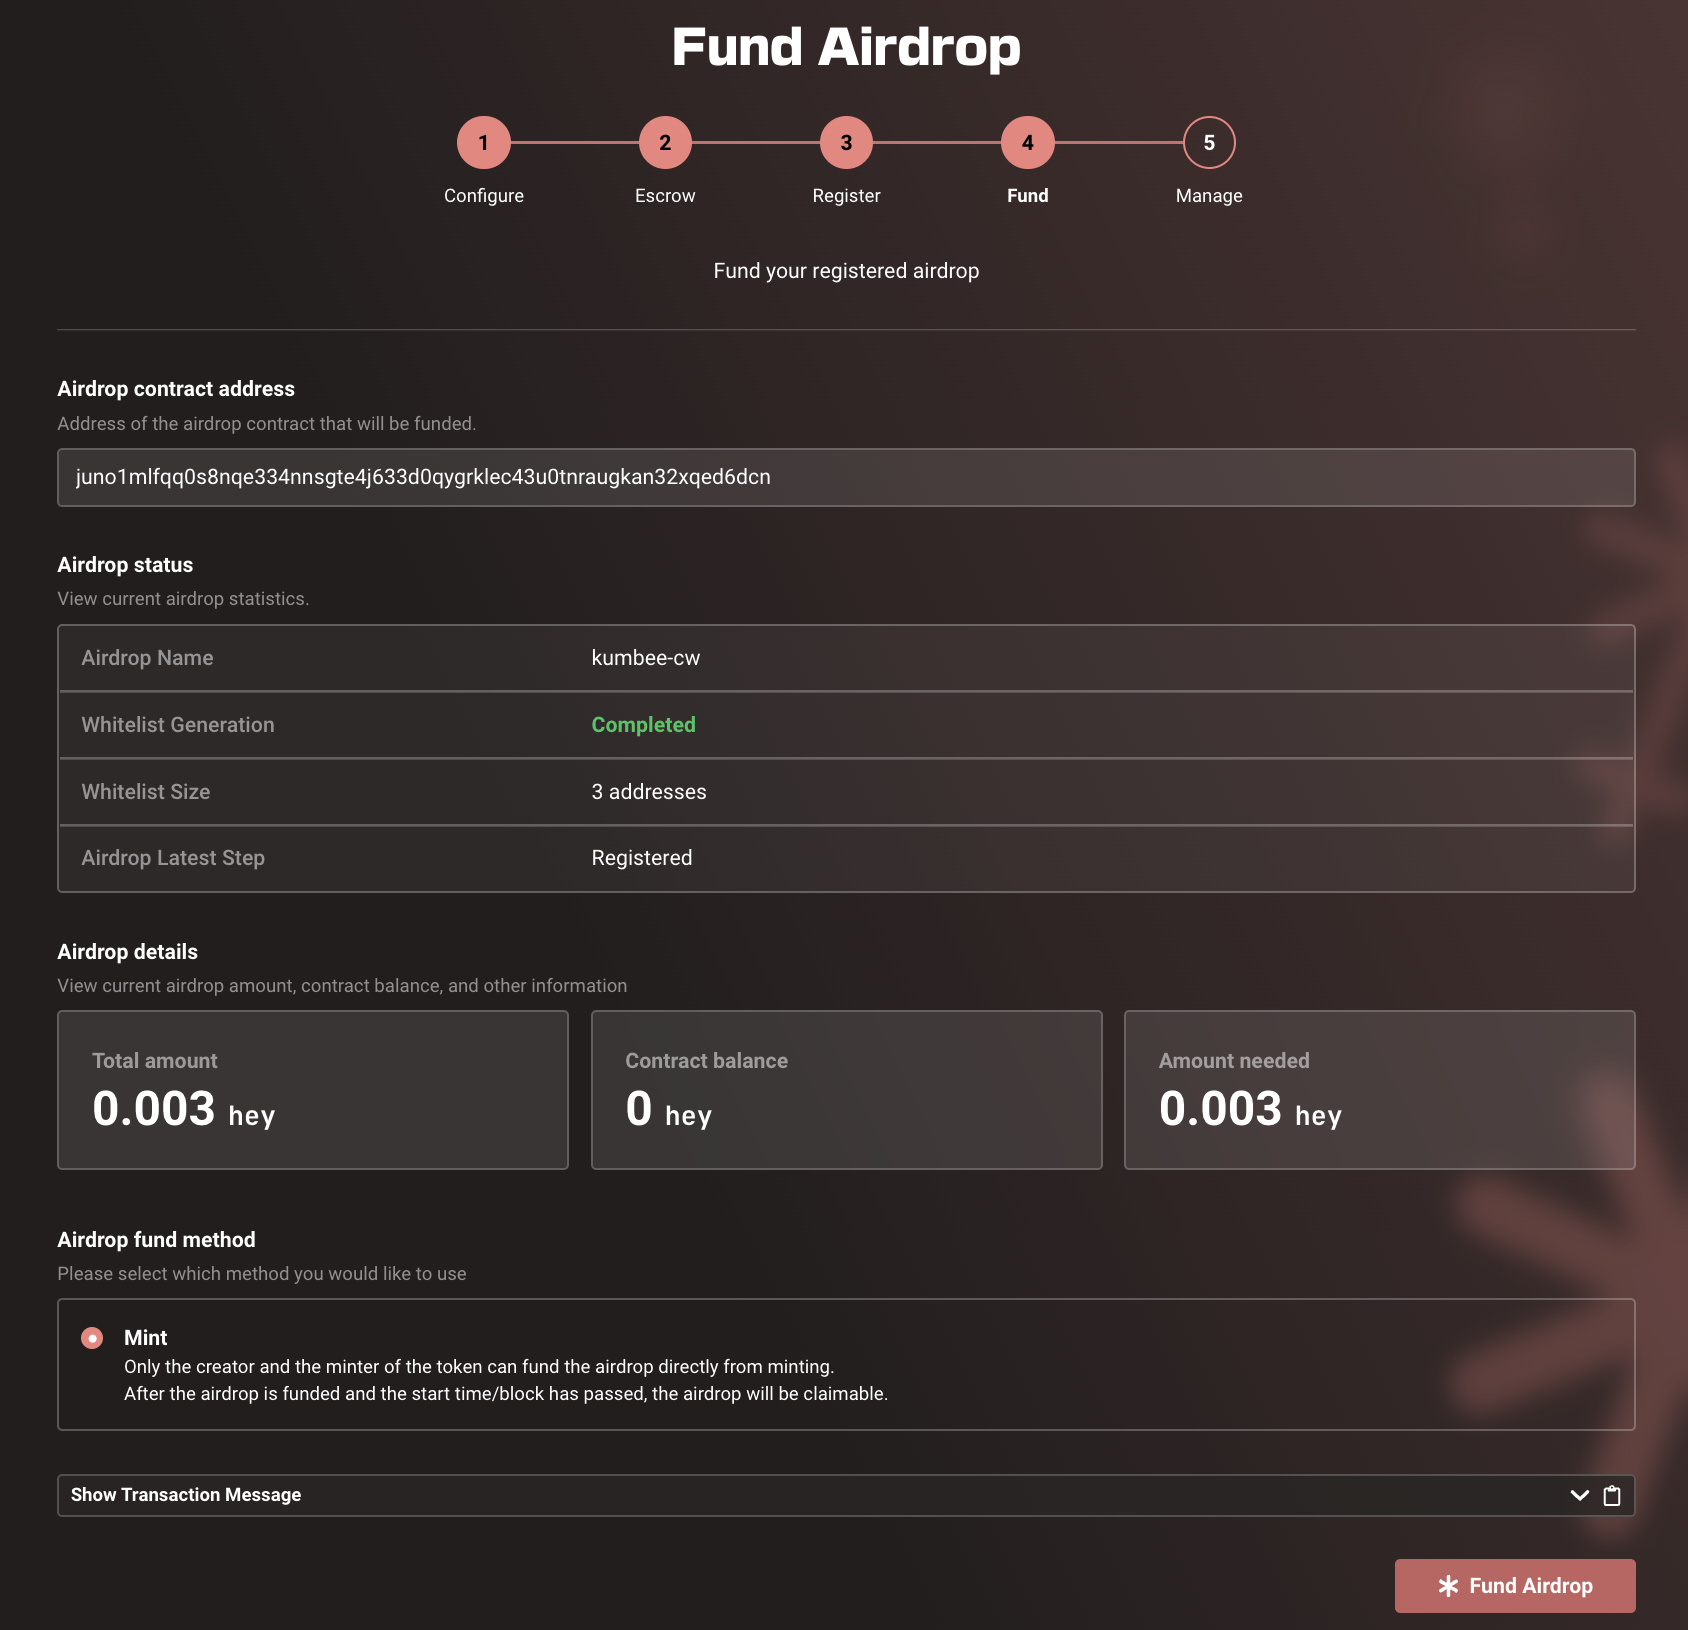 Fund Airdrop
1 2 3 4 5
Configure Escrow Register Fund Manage
Fund your registered airdrop
Airdrop contract address
Address of the airdrop contract that will be funded.
juno1mlfqq0s8nqe334nnsgte4j633d0qygrklec43u0tnraugkan32xqed6dcn
Airdrop status
View current airdrop statistics.
Airdrop Name kumbee-cw
Whitelist Generation Completed
Whitelist Size 3 addresses
Airdrop Latest Step Registered
Airdrop details
View current airdrop amount, contract balance, and other information
Total amount Contract balance Amount needed
0.003 hey 0 hey 0.003 hey
Airdrop fund method
Please select which method you would like to use
Mint
Only the creator and the minter of the token can fund the airdrop directly from minting.
After the airdrop is funded and the start time/block has passed, the airdrop will be claimable.
Show Transaction Message
Fund Airdrop